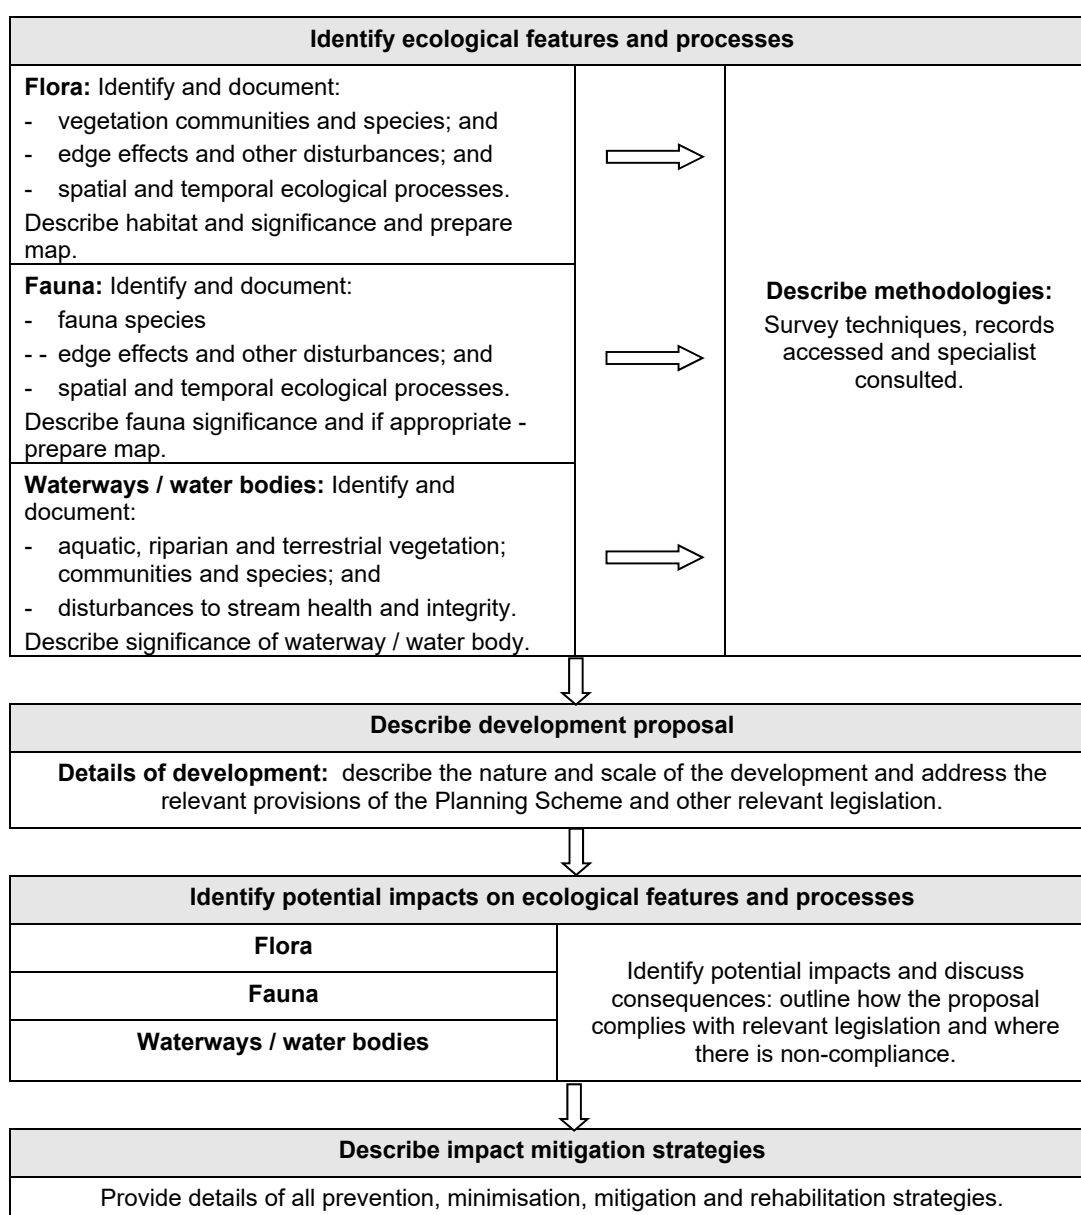 Identify ecological features and processes
Flora: Identify and document:
- vegetation communities and species; and
- edge effects and other disturbances; and
- spatial and temporal ecological processes.
Describe habitat and significance and prepare
map.
Fauna: Identify and document:
- fauna species
- - edge effects and other disturbances; and
- spatial and temporal ecological processes.
Describe fauna significance and if appropriate -
prepare map.
Waterways / water bodies: Identify and
document:
- aquatic, riparian and terrestrial vegetation;
communities and species; and
- disturbances to stream health and integrity.
Describe significance of waterway / water body.
Describe methodologies:
Survey techniques, records
accessed and specialist
consulted.
Describe development proposal
Details of development: describe the nature and scale of the development and address the
relevant provisions of the Planning Scheme and other relevant legislation.
Identify potential impacts on ecological features and processes
Flora
Fauna
Waterways / water bodies
Identify potential impacts and discuss
consequences: outline how the proposal
complies with relevant legislation and where
there is non-compliance.
Describe impact mitigation strategies
Provide details of all prevention, minimisation, mitigation and rehabilitation strategies.